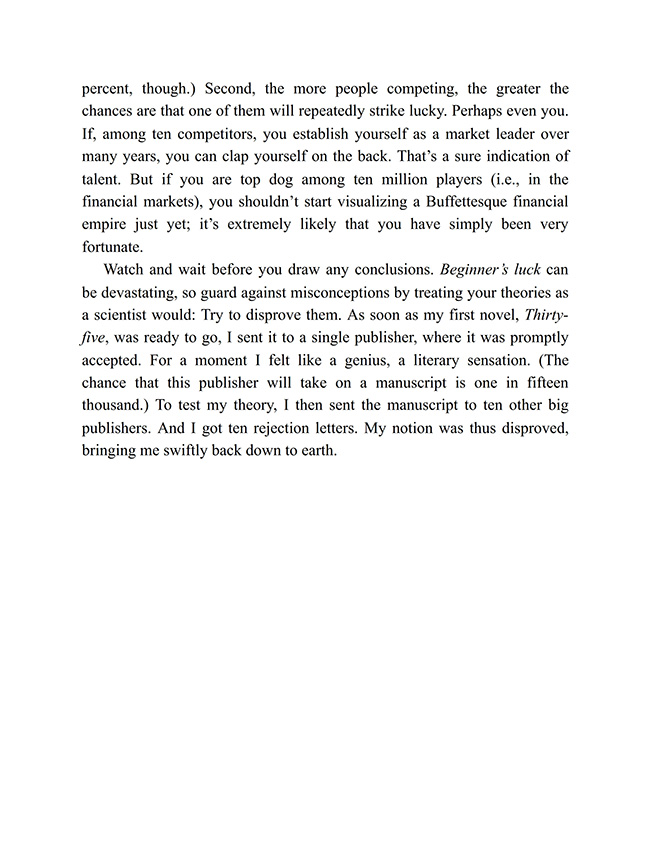 percent, though.) Second, the more people competing, the greater the
chances are that one of them will repeatedly strike lucky. Perhaps even you.
If, among ten competitors, you establish yourself as a market leader over
many years, you can clap yourself on the back. That’s a sure indication of
talent. But if you are top dog among ten million players (i.e., in the
financial markets), you shouldn’t start visualizing a Buffettesque financial
empire just yet; it’s extremely likely that you have simply been very
fortunate.
Watch and wait before you draw any conclusions. Beginner’s luck can
be devastating, so guard against misconceptions by treating your theories as
a scientist would: Try to disprove them. As soon as my first novel, Thirty-
five, was ready to go, I sent it to a single publisher, where it was promptly
accepted. For a moment I felt like a genius, a literary sensation. (The
chance that this publisher will take on a manuscript is one in fifteen
thousand.) To test my theory, I then sent the manuscript to ten other big
publishers. And I got ten rejection letters. My notion was thus disproved,
bringing me swiftly back down to earth.